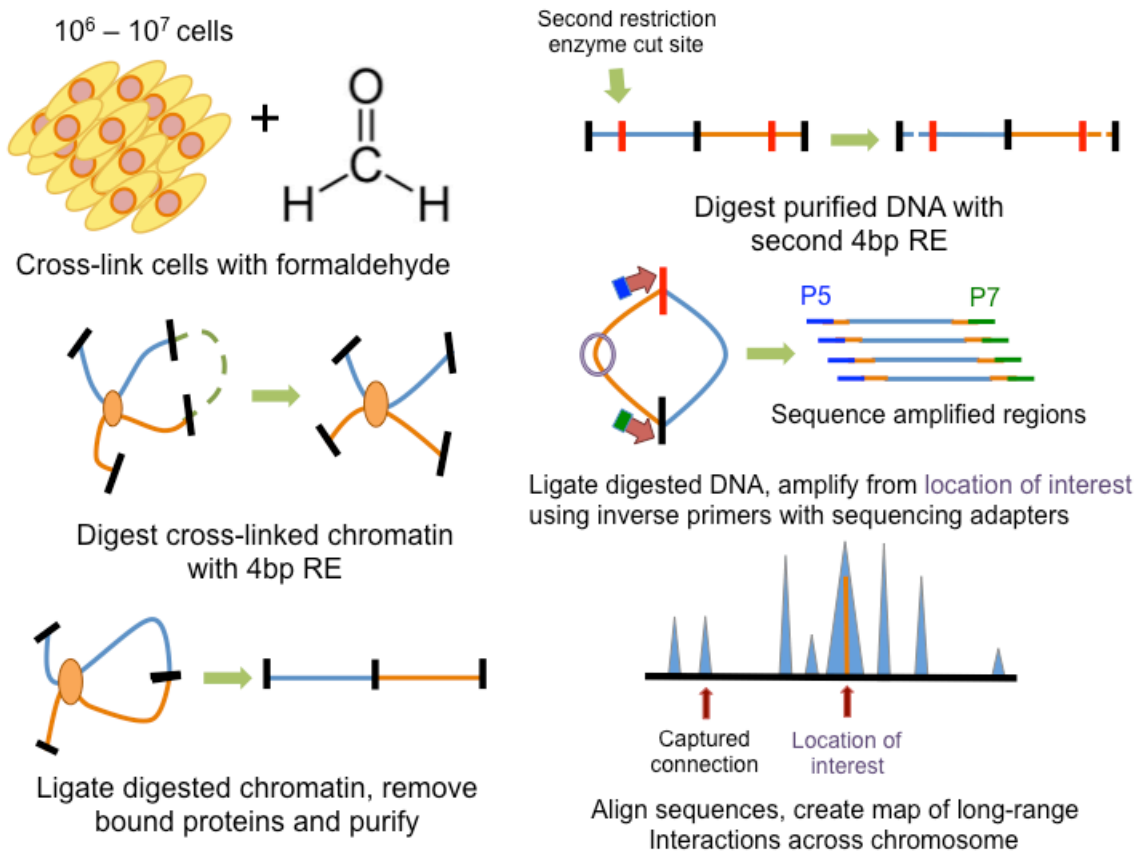 10⁶ – 10⁷ cells
+
O
C
H
H
Cross-link cells with formaldehyde
Digest cross-linked chromatin
with 4bp RE
Ligate digested chromatin, remove
bound proteins and purify
Second restriction
enzyme cut site
Digest purified DNA with
second 4bp RE
P5
P7
Sequence amplified regions
Ligate digested DNA, amplify from location of interest
using inverse primers with sequencing adapters
Captured
connection
Location of
interest
Align sequences, create map of long-range
Interactions across chromosome